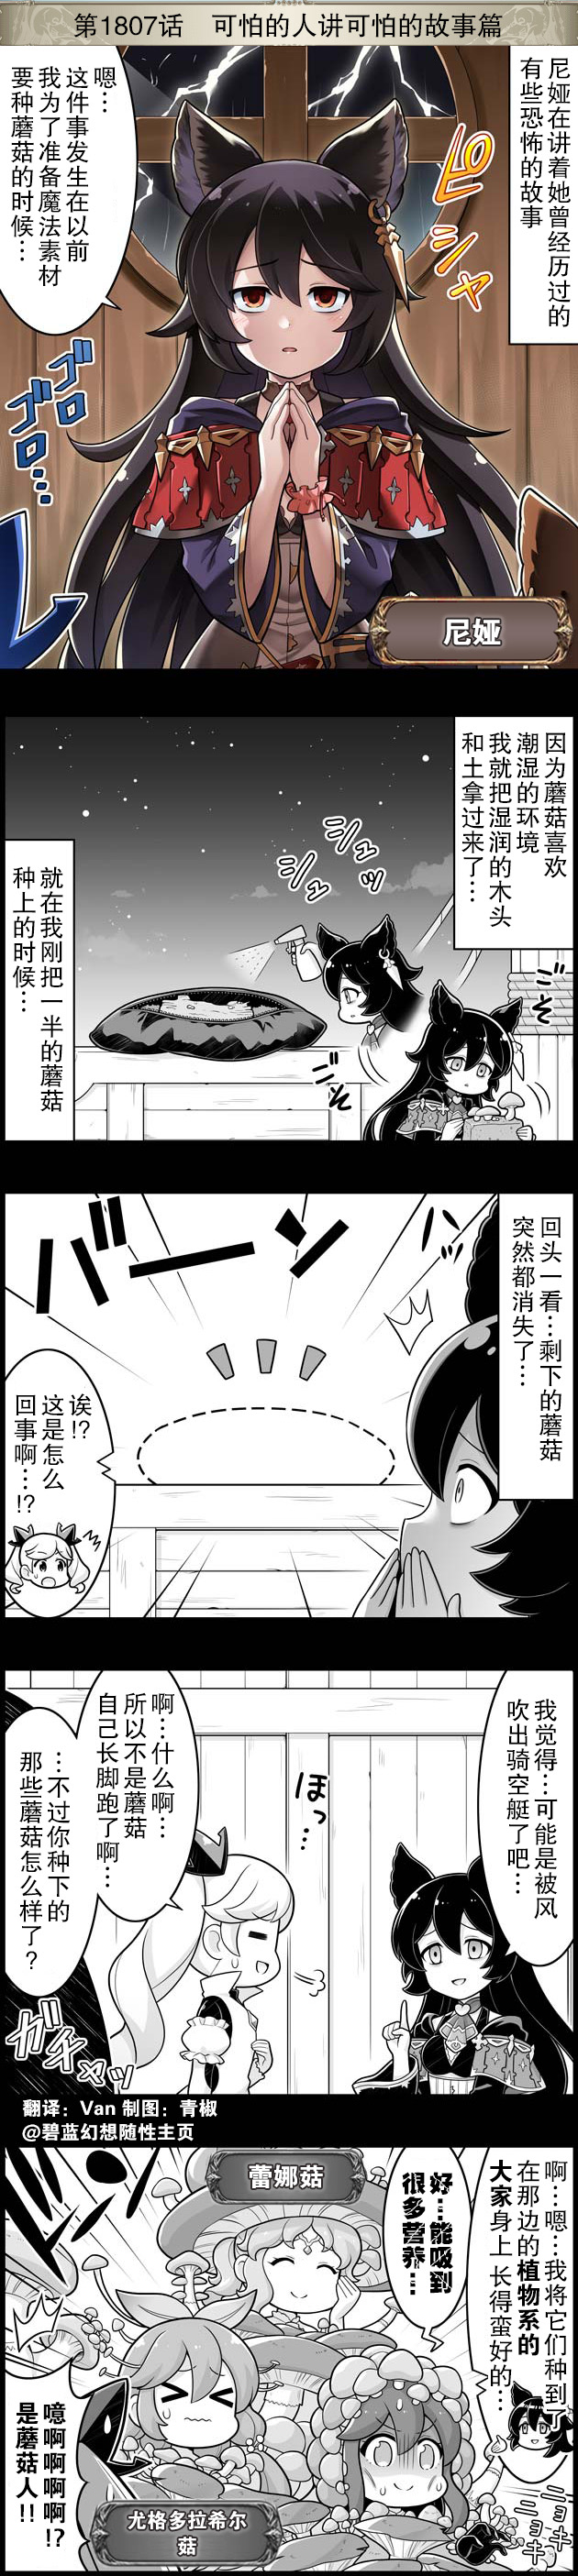 第1807话　可怕的人讲可怕的故事篇
尼娅在讲着她曾经历过的
有些恐怖的故事
ピシャ
嗯…
这件事发生在以前
我为了准备魔法素材
要种蘑菇的时候…
ゴロゴロ…
尼娅
因为蘑菇喜欢
潮湿的环境
我就把湿润的木头
和土拿过来了…
シュッ
シュ
ごそ
ごそ
就在我刚把一半的蘑菇
种上的时候…
回头一看…剩下的蘑菇
突然都消失了…
诶!?
这是怎么
回事啊…!?
我觉得…可能是被风
吹出骑空艇了吧…
ほっ…
啊…什么啊…
所以不是蘑菇
自己长脚跑了啊…
…不过你种下的
那些蘑菇怎么样了？
ガチャッ
翻译：Van 制图：青椒
@碧蓝幻想随性主页
啊…嗯…我将它们种到了
在那边的植物系的
大家身上 长得蛮好的…
好…能吸到
很多营养…
蕾娜菇
噫啊啊啊啊!?
是蘑菇人!!
尤格多拉希尔
菇
ニョキ
ニョキ